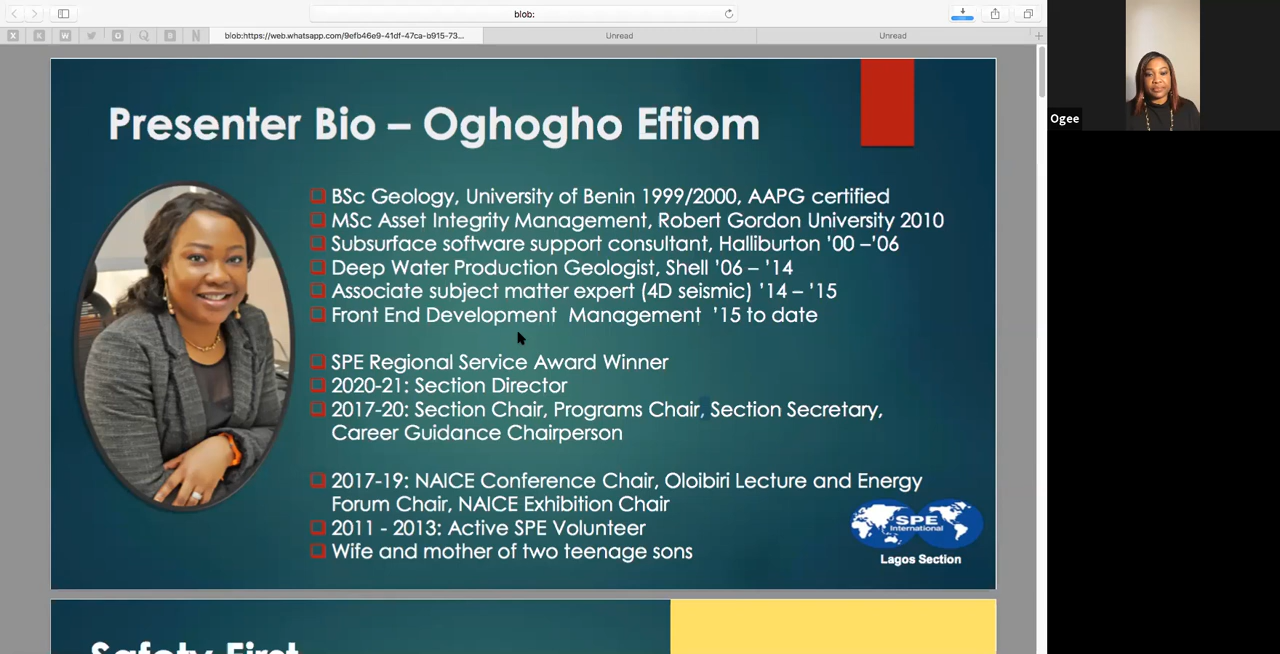 blob:
X
K
W
O
Q
D
N
blob:https://web.whatsapp.com/9efb46e9-41df-47ca-b915-73...
Unread
Unread
Ogee
Presenter Bio – Oghogho Effiom
BSc Geology, University of Benin 1999/2000, AAPG certified
MSc Asset Integrity Management, Robert Gordon University 2010
Subsurface software support consultant, Halliburton ’00 –’06
Deep Water Production Geologist, Shell ’06 – ’14
Associate subject matter expert (4D seismic) ’14 – ’15
Front End Development Management ’15 to date
SPE Regional Service Award Winner
2020-21: Section Director
2017-20: Section Chair, Programs Chair, Section Secretary,
Career Guidance Chairperson
2017-19: NAICE Conference Chair, Oloibiri Lecture and Energy
Forum Chair, NAICE Exhibition Chair
2011 - 2013: Active SPE Volunteer
Wife and mother of two teenage sons
SPE
International
Lagos Section
Safety First